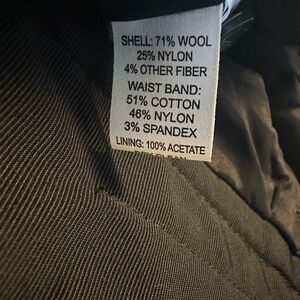 SHELL: 71% WOOL
25% NYLON
4% OTHER FIBER
WAIST BAND:
51% COTTON
46% NYLON
3% SPANDEX
LINING: 100% ACETATE